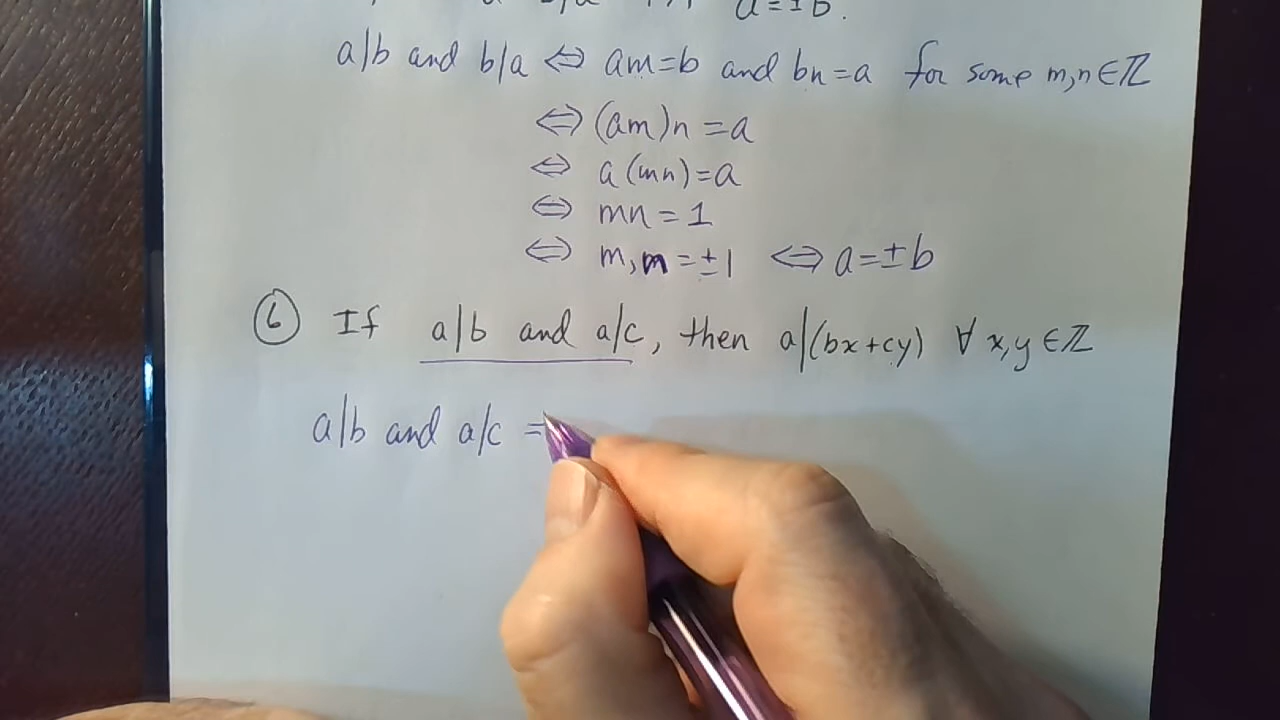 a=±b.
a|b and b|a ⇔ am=b and bn=a for some m,n∈ℤ
⇔ (am)n=a
⇔ a(mn)=a
⇔ mn=1
⇔ m,m=±1 ⇔ a=±b
⑥ If a|b and a|c, then a|(bx+cy) ∀x,y∈ℤ
a|b and a|c =